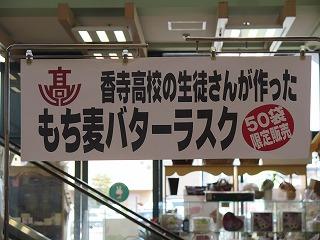 高
香寺高校の生徒さんが作った
もち麦バターラスク
50袋
限定販売